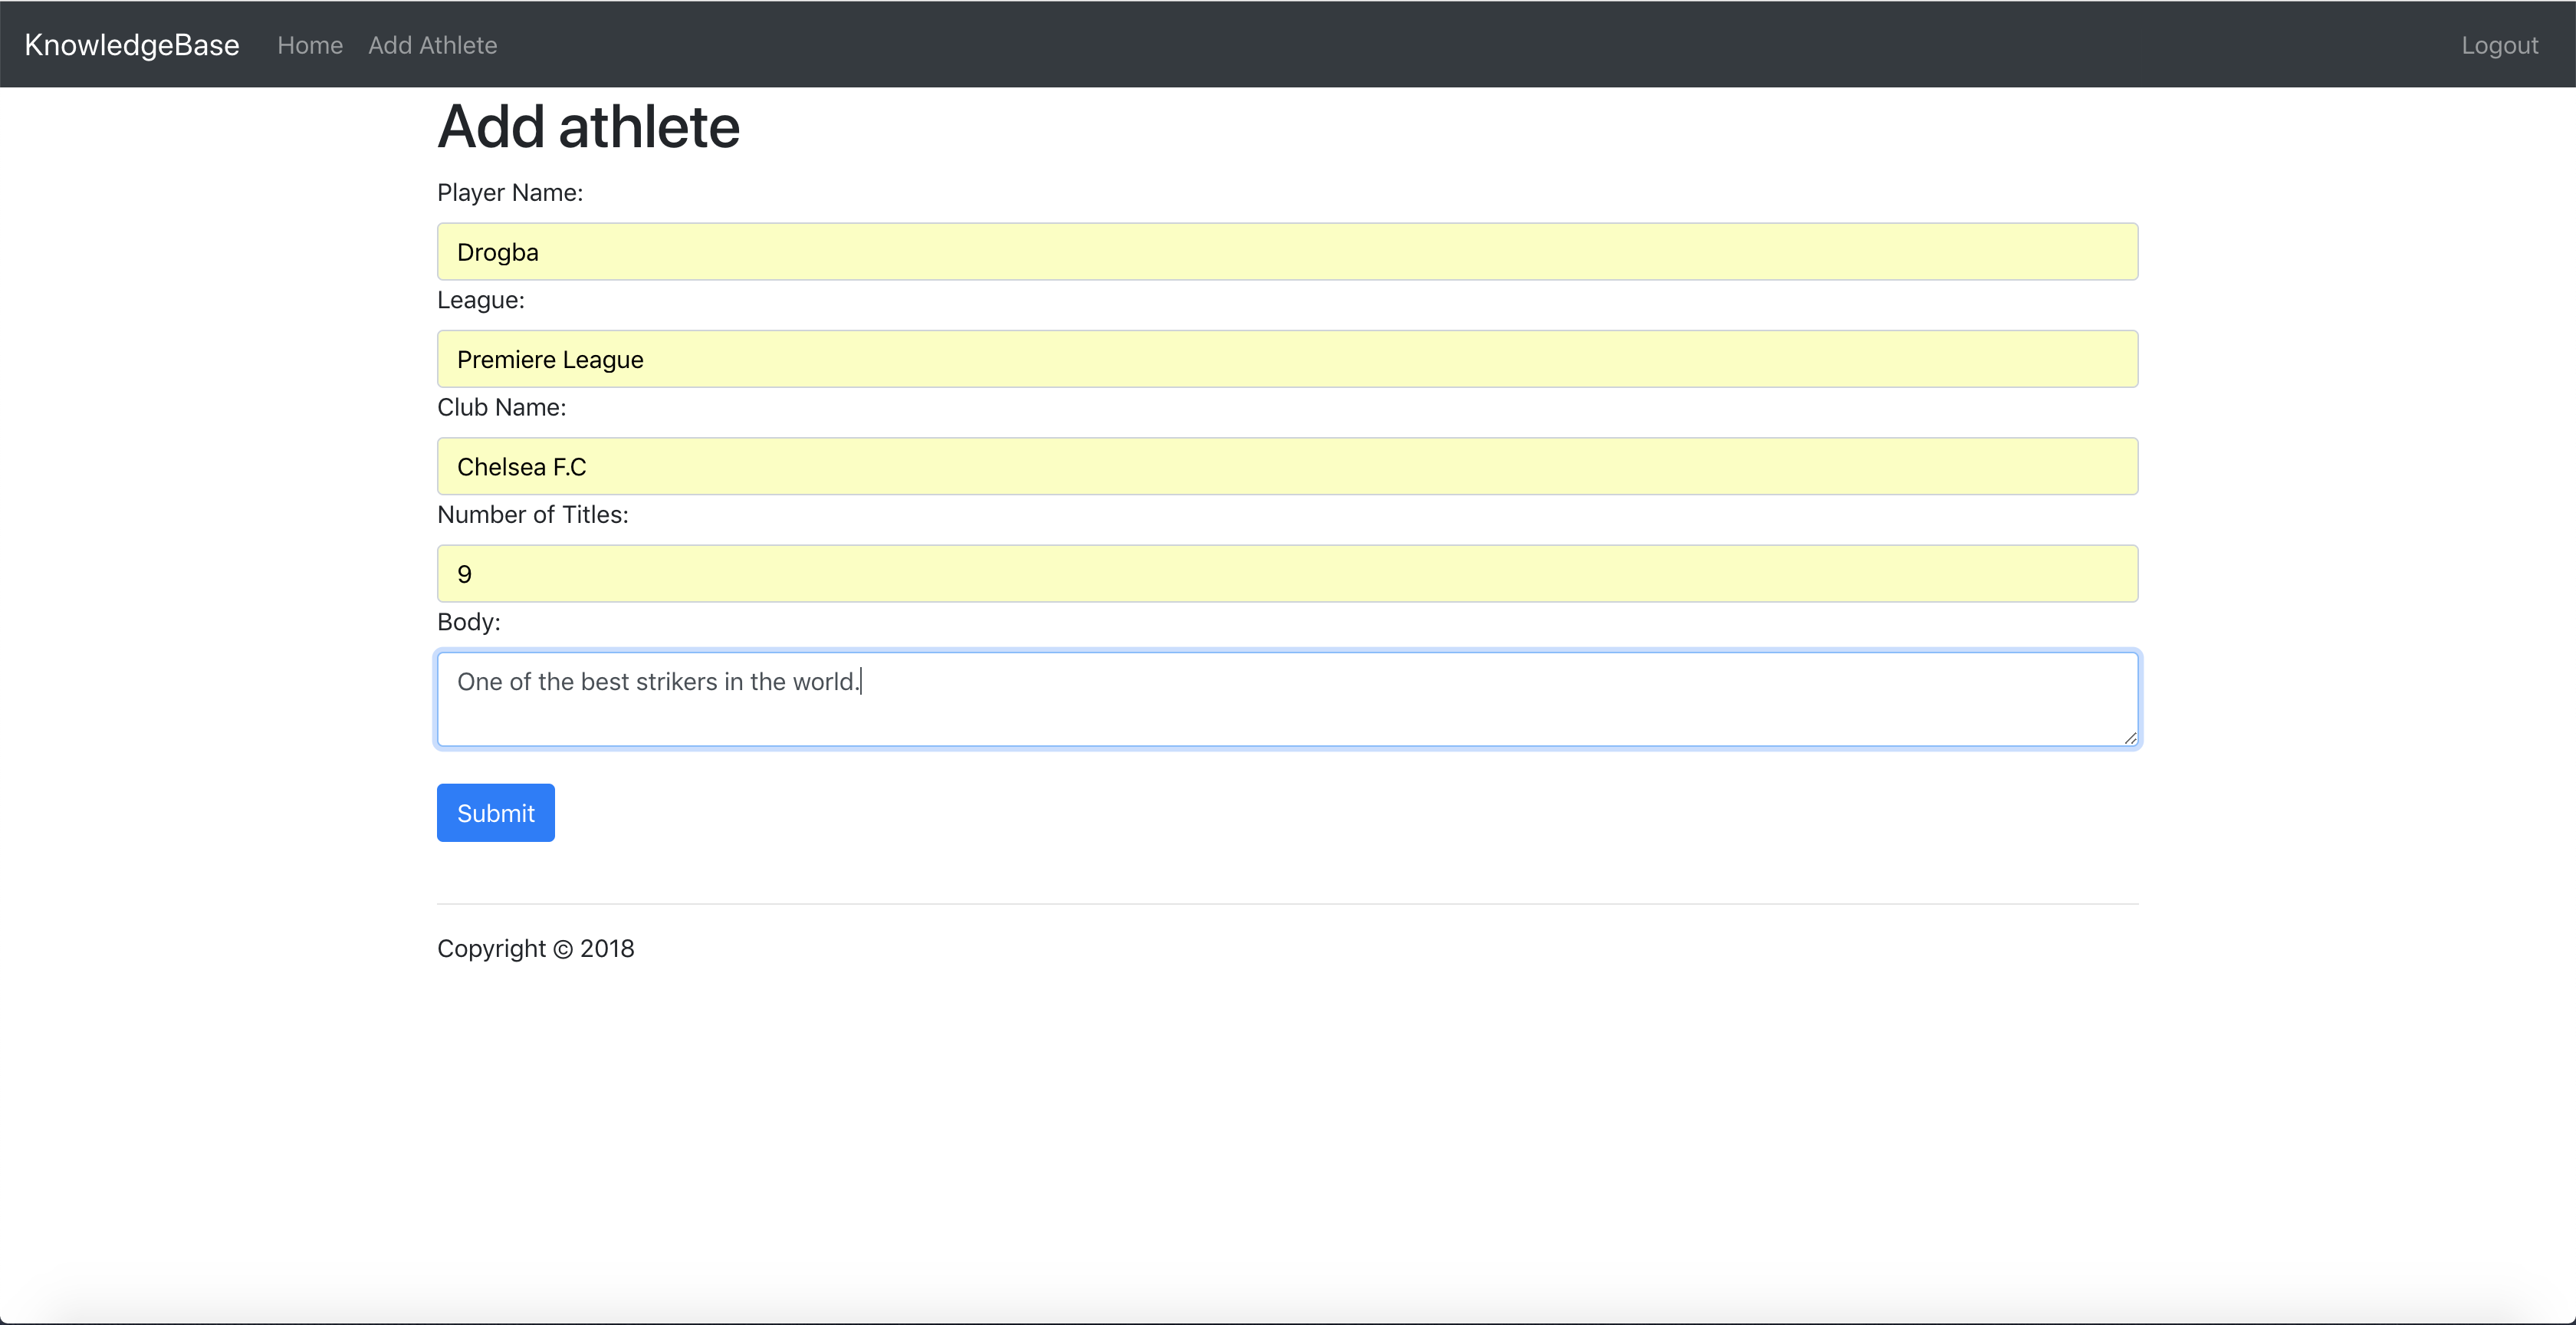 KnowledgeBase Home Add Athlete Logout
Add athlete
Player Name:
Drogba
League:
Premiere League
Club Name:
Chelsea F.C
Number of Titles:
9
Body:
One of the best strikers in the world.
Submit
Copyright © 2018